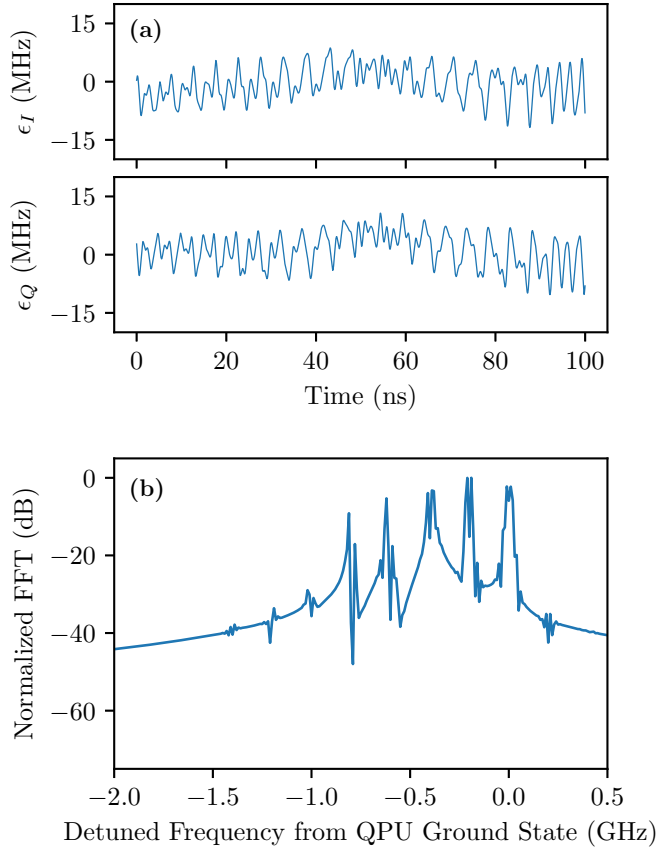 (a)
15
0
−15
ϵ_I (MHz)
15
0
−15
ϵ_Q (MHz)
0 20 40 60 80 100
Time (ns)
(b)
0
−20
−40
−60
Normalized FFT (dB)
−2.0 −1.5 −1.0 −0.5 0.0 0.5
Detuned Frequency from QPU Ground State (GHz)